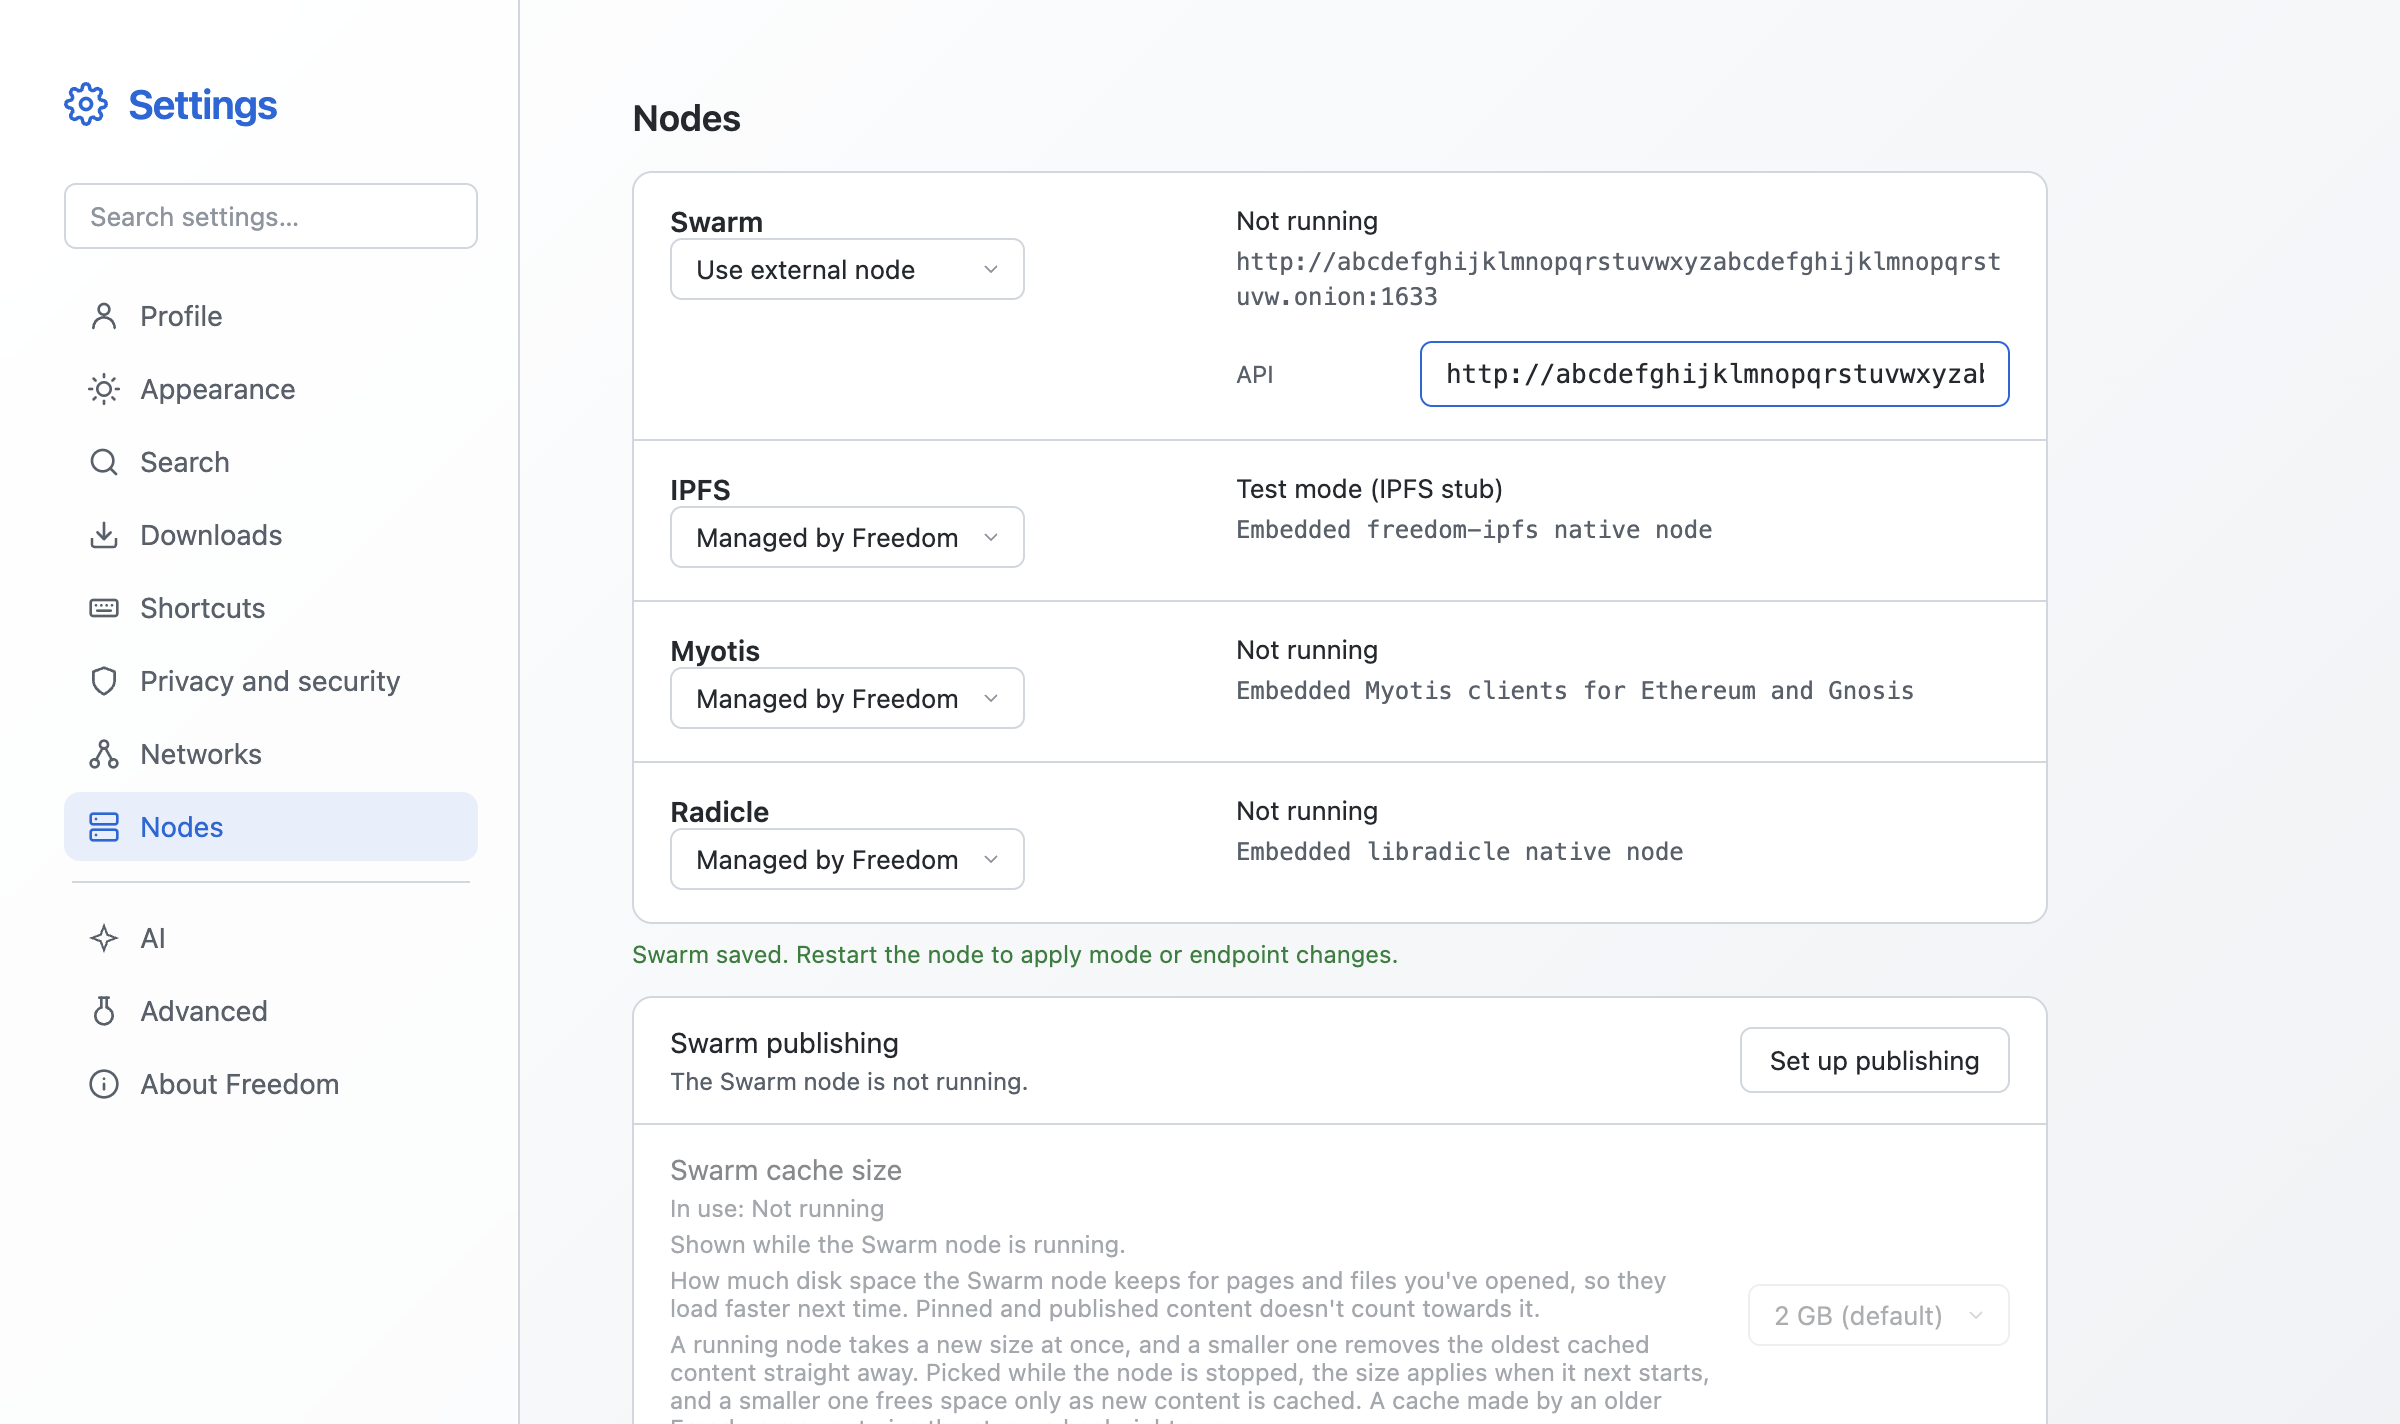 Settings
Search settings...
Profile
Appearance
Search
Downloads
Shortcuts
Privacy and security
Networks
Nodes
AI
Advanced
About Freedom
Nodes
Swarm
Use external node
Not running
http://abcdefghijklmnopqrstuvwxyzabcdefghijklmnopqrst
uvw.onion:1633
API
http://abcdefghijklmnopqrstuvwxyzab
IPFS
Managed by Freedom
Test mode (IPFS stub)
Embedded freedom-ipfs native node
Myotis
Managed by Freedom
Not running
Embedded Myotis clients for Ethereum and Gnosis
Radicle
Managed by Freedom
Not running
Embedded libradicle native node
Swarm saved. Restart the node to apply mode or endpoint changes.
Swarm publishing
The Swarm node is not running.
Set up publishing
Swarm cache size
In use: Not running
Shown while the Swarm node is running.
How much disk space the Swarm node keeps for pages and files you've opened, so they
load faster next time. Pinned and published content doesn't count towards it.
2 GB (default)
A running node takes a new size at once, and a smaller one removes the oldest cached
content straight away. Picked while the node is stopped, the size applies when it next starts,
and a smaller one frees space only as new content is cached. A cache made by an older